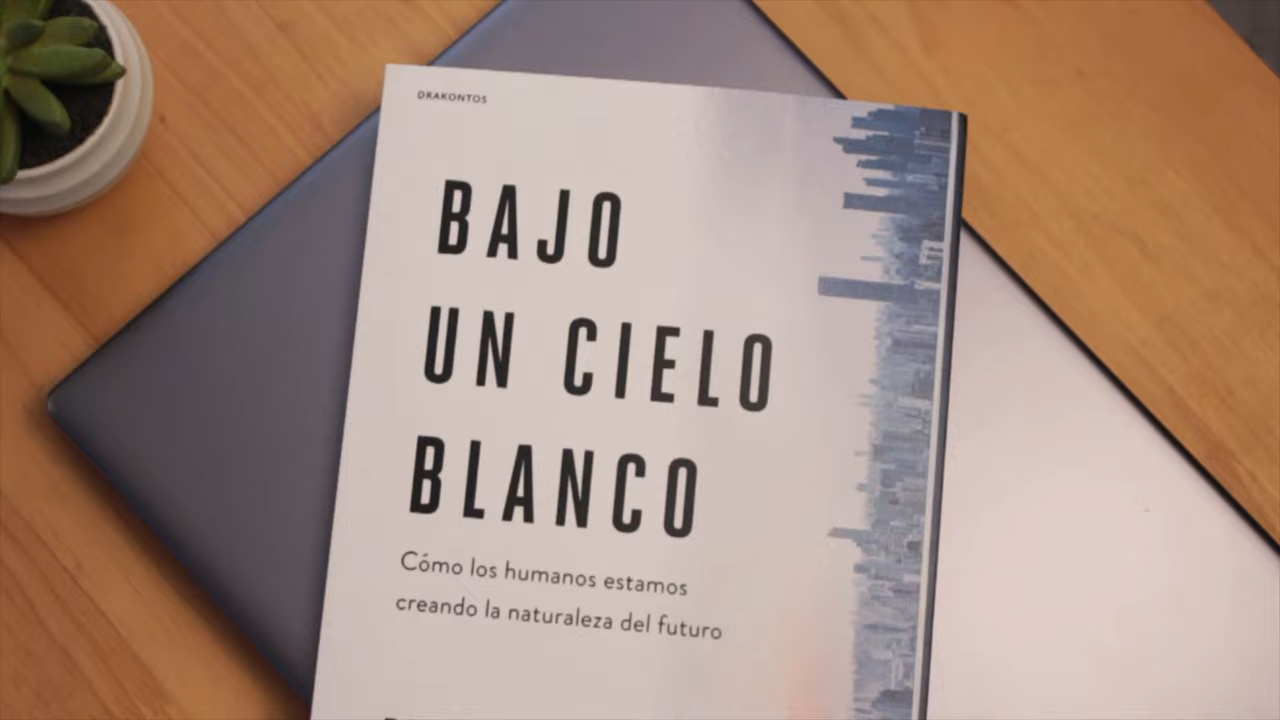 DRAKONTOS
BAJO
UN CIELO
BLANCO
Cómo los humanos estamos
creando la naturaleza del futuro